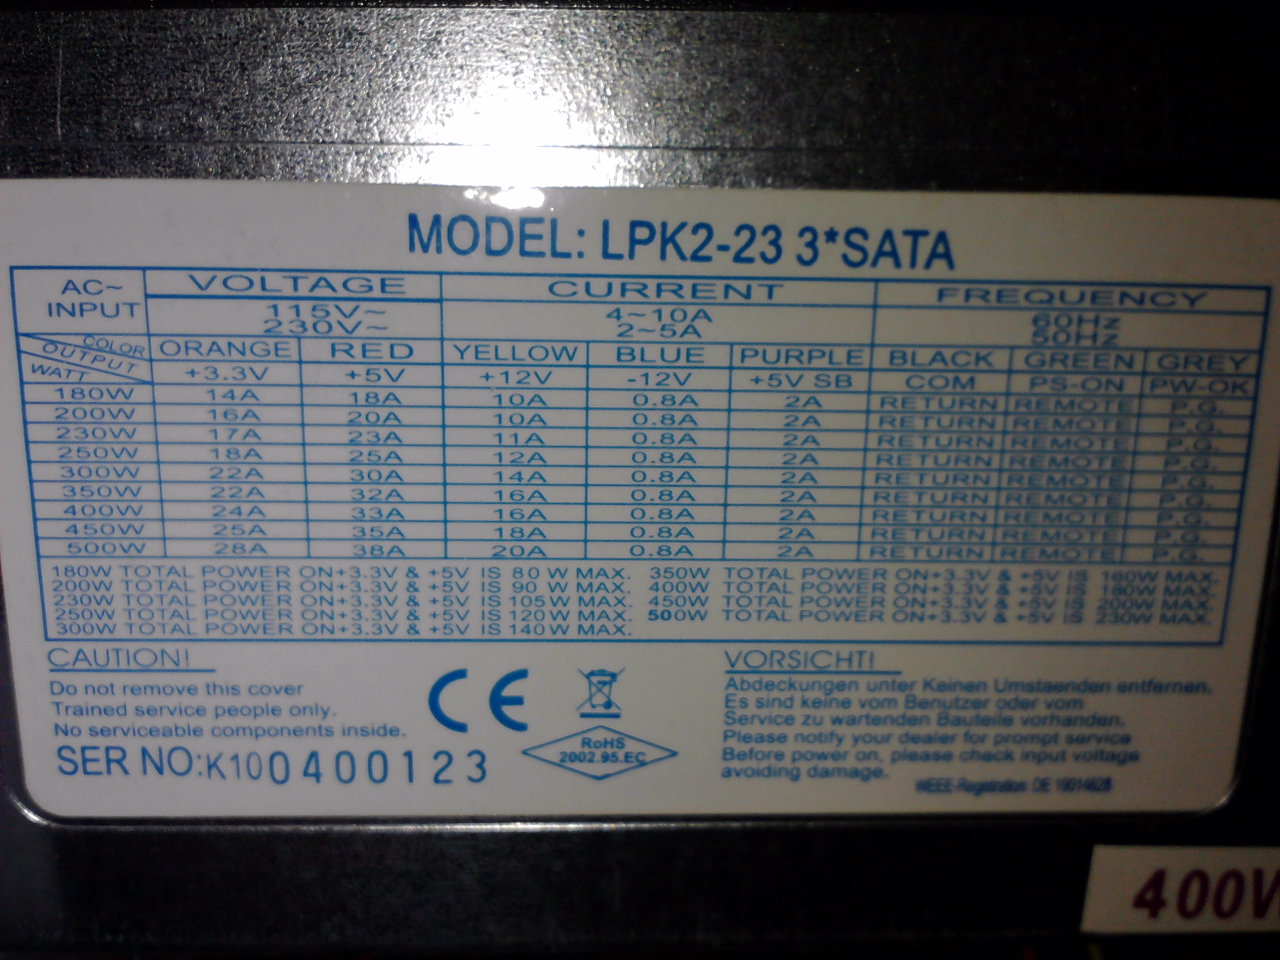 MODEL: LPK2-23 3*SATA
AC~ INPUT VOLTAGE CURRENT FREQUENCY
115V~ 4~10A 60Hz
230V~ 2~5A 50Hz
COLOR OUTPUT WATT ORANGE RED YELLOW BLUE PURPLE BLACK GREEN GREY
+3.3V +5V +12V -12V +5V SB COM PS-ON PW-OK
180W 14A 18A 10A 0.8A 2A RETURN REMOTE P.G.
200W 16A 20A 10A 0.8A 2A RETURN REMOTE P.G.
230W 17A 23A 11A 0.8A 2A RETURN REMOTE P.G.
250W 18A 25A 12A 0.8A 2A RETURN REMOTE P.G.
300W 22A 30A 14A 0.8A 2A RETURN REMOTE P.G.
350W 22A 32A 16A 0.8A 2A RETURN REMOTE P.G.
400W 24A 33A 16A 0.8A 2A RETURN REMOTE P.G.
450W 25A 35A 18A 0.8A 2A RETURN REMOTE P.G.
500W 28A 38A 20A 0.8A 2A RETURN REMOTE P.G.
180W TOTAL POWER ON+3.3V & +5V IS 80 W MAX. 350W TOTAL POWER ON+3.3V & +5V IS 160W MAX.
200W TOTAL POWER ON+3.3V & +5V IS 90 W MAX. 400W TOTAL POWER ON+3.3V & +5V IS 180W MAX.
230W TOTAL POWER ON+3.3V & +5V IS 105W MAX. 450W TOTAL POWER ON+3.3V & +5V IS 200W MAX.
250W TOTAL POWER ON+3.3V & +5V IS 120W MAX. 500W TOTAL POWER ON+3.3V & +5V IS 230W MAX.
300W TOTAL POWER ON+3.3V & +5V IS 140W MAX.
CAUTION!
Do not remove this cover
Trained service people only.
No serviceable components inside.
SER NO:K100400123
CE
RoHS
2002.95.EC
VORSICHT!
Abdeckungen unter Keinen Umstaenden entfernen.
Es sind keine vom Benutzer oder vom
Service zu wartenden Bauteile vorhanden.
Please notify your dealer for prompt service
Before power on, please check input voltage
avoiding damage.
WEEE-Registration: DE
400W